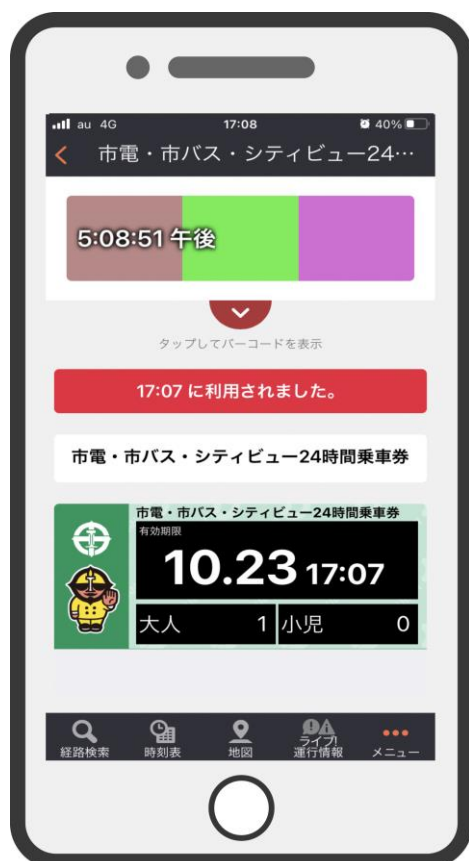 au 4G 17:08 40%
市電・市バス・シティビュー24…
5:08:51 午後
タップしてバーコードを表示
17:07 に利用されました。
市電・市バス・シティビュー24時間乗車券
市電・市バス・シティビュー24時間乗車券
有効期限
10.23 17:07
大人 1 小児 0
経路検索 時刻表 地図 ライブ! 運行情報 メニュー